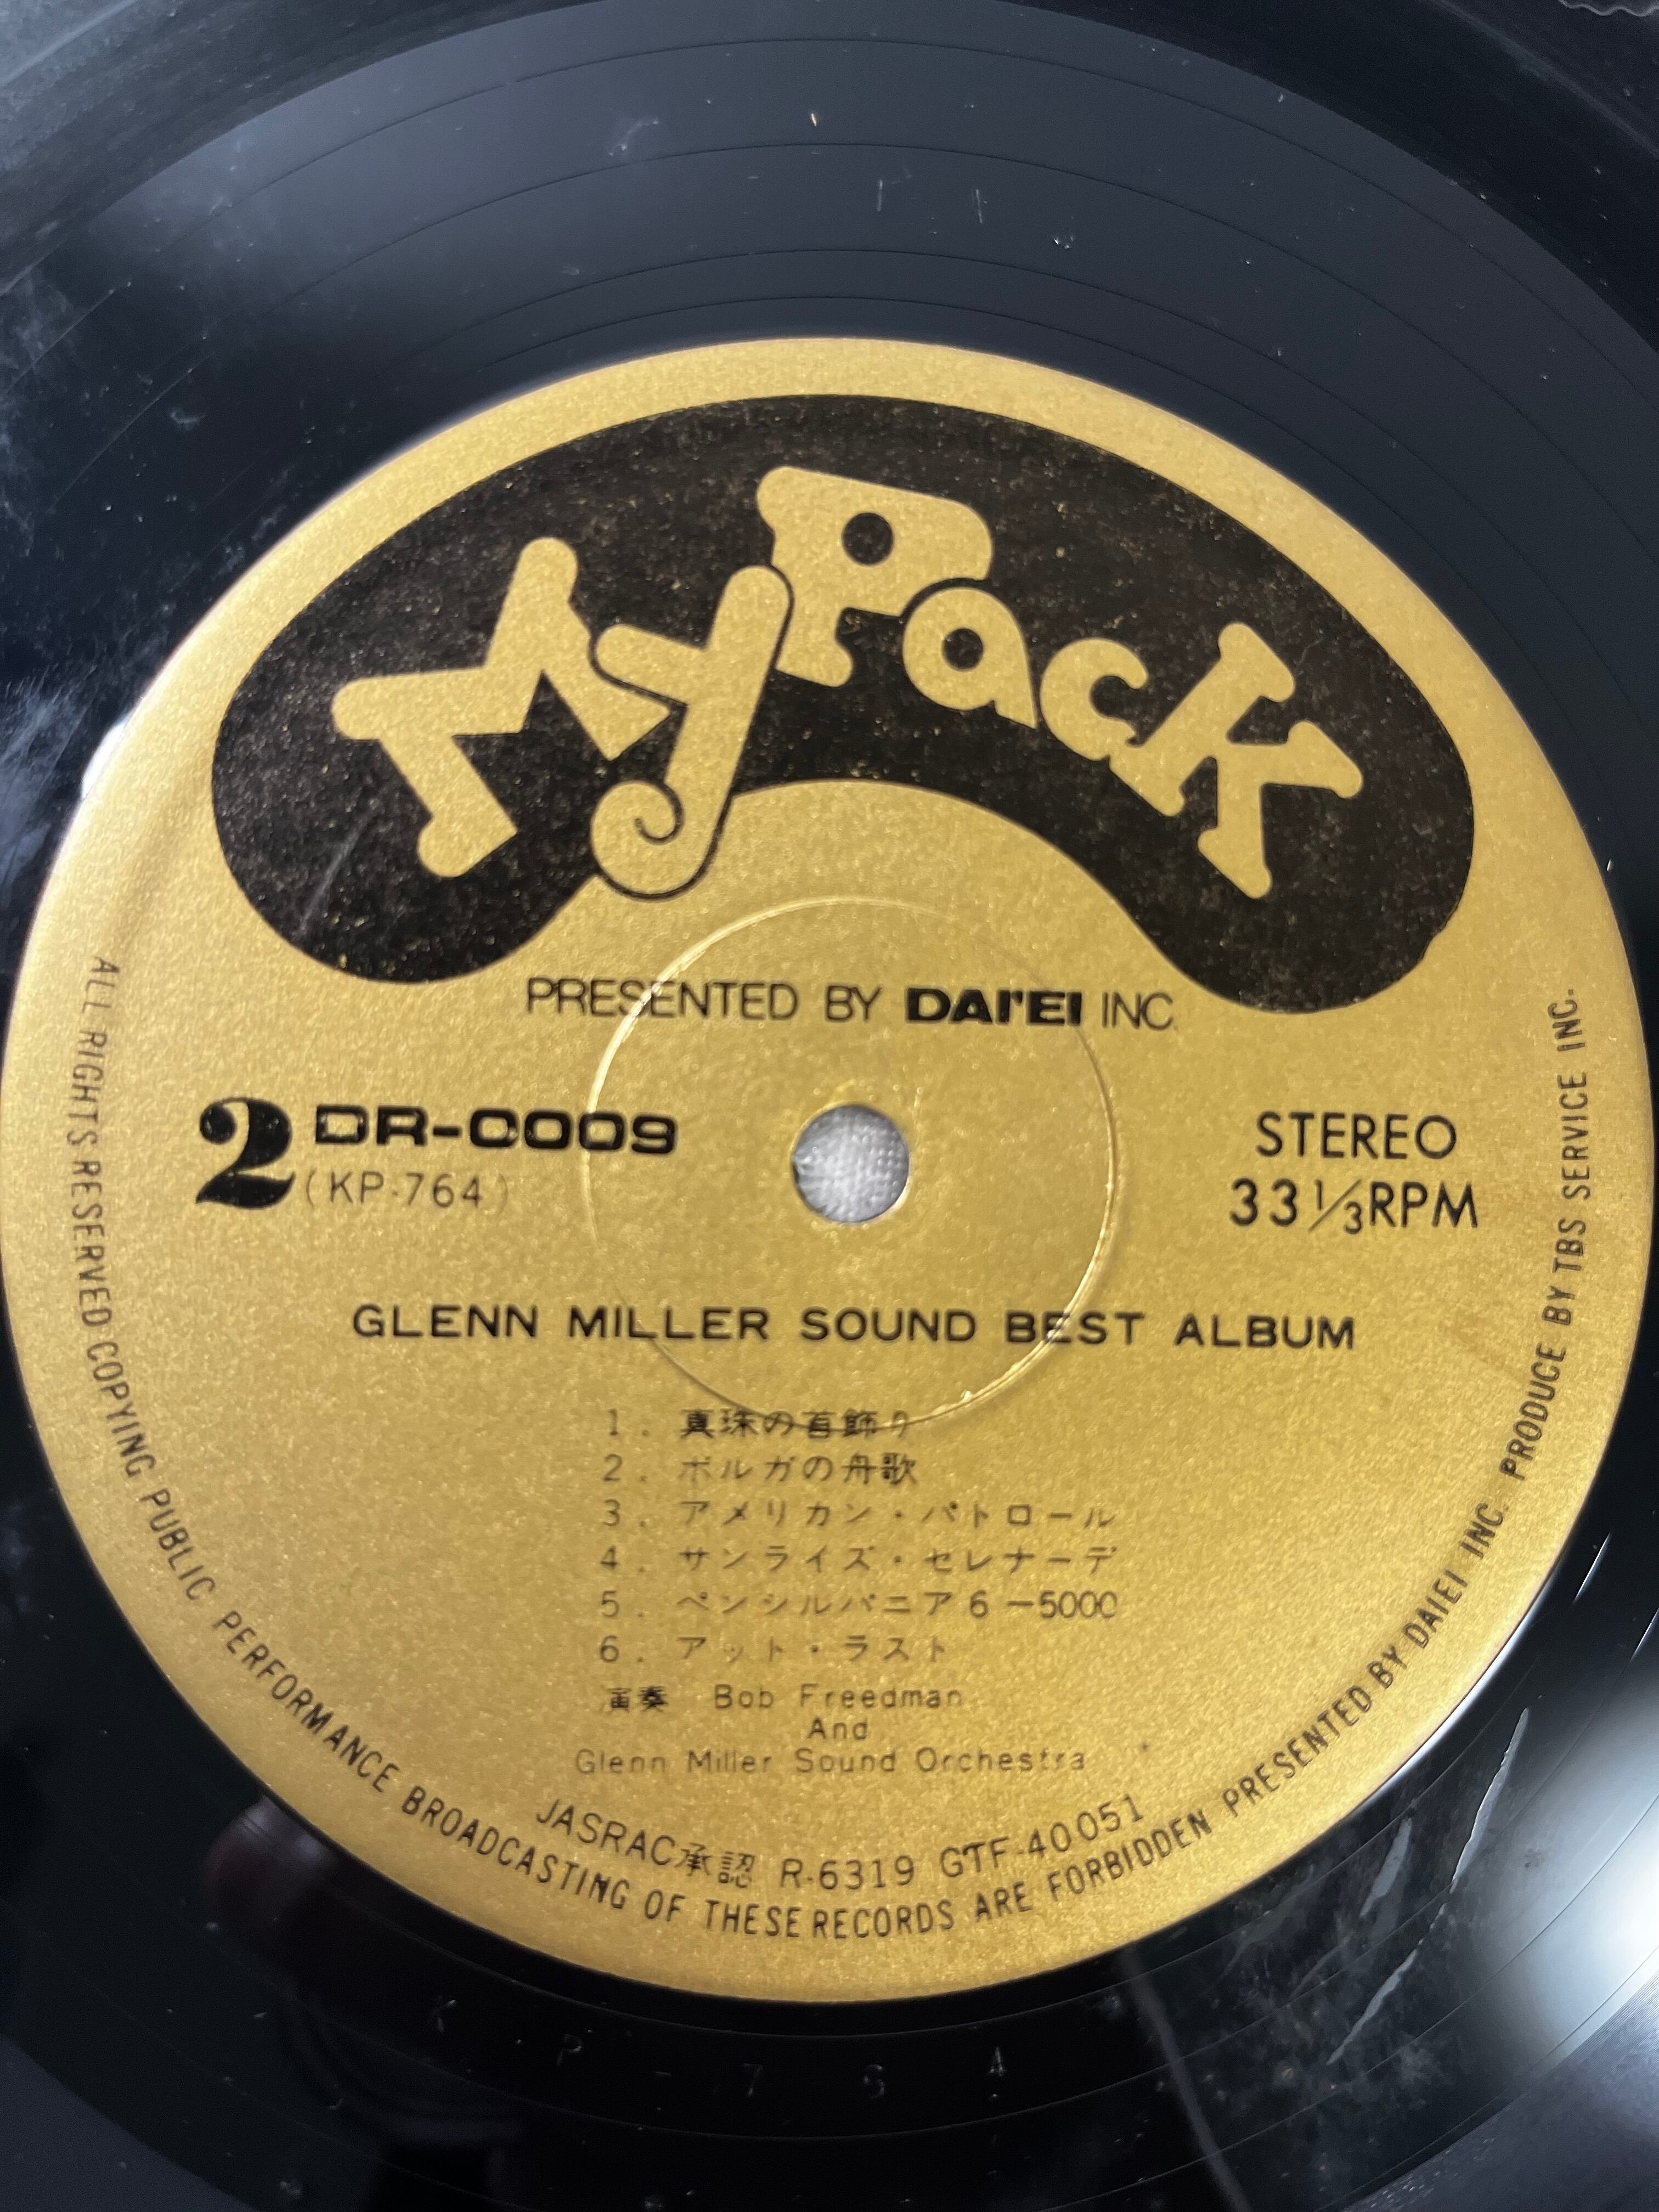 My Pack
PRESENTED BY DAI'EI INC.
2 DR-0009
(KP-764)
STEREO
33 1/3 RPM
GLENN MILLER SOUND BEST ALBUM
1. 真珠の首飾り
2. ボルガの舟歌
3. アメリカン・パトロール
4. サンライズ・セレナーデ
5. ペンシルバニア6－5000
6. アット・ラスト
演奏 Bob Freedman
And
Glenn Miller Sound Orchestra
JASRAC承認 R-6319 GTF-40051
ALL RIGHTS RESERVED COPYING PUBLIC PERFORMANCE BROADCASTING OF THESE RECORDS ARE FORBIDDEN PRESENTED BY DAIEI INC. PRODUCE BY TBS SERVICE INC.
KP-764